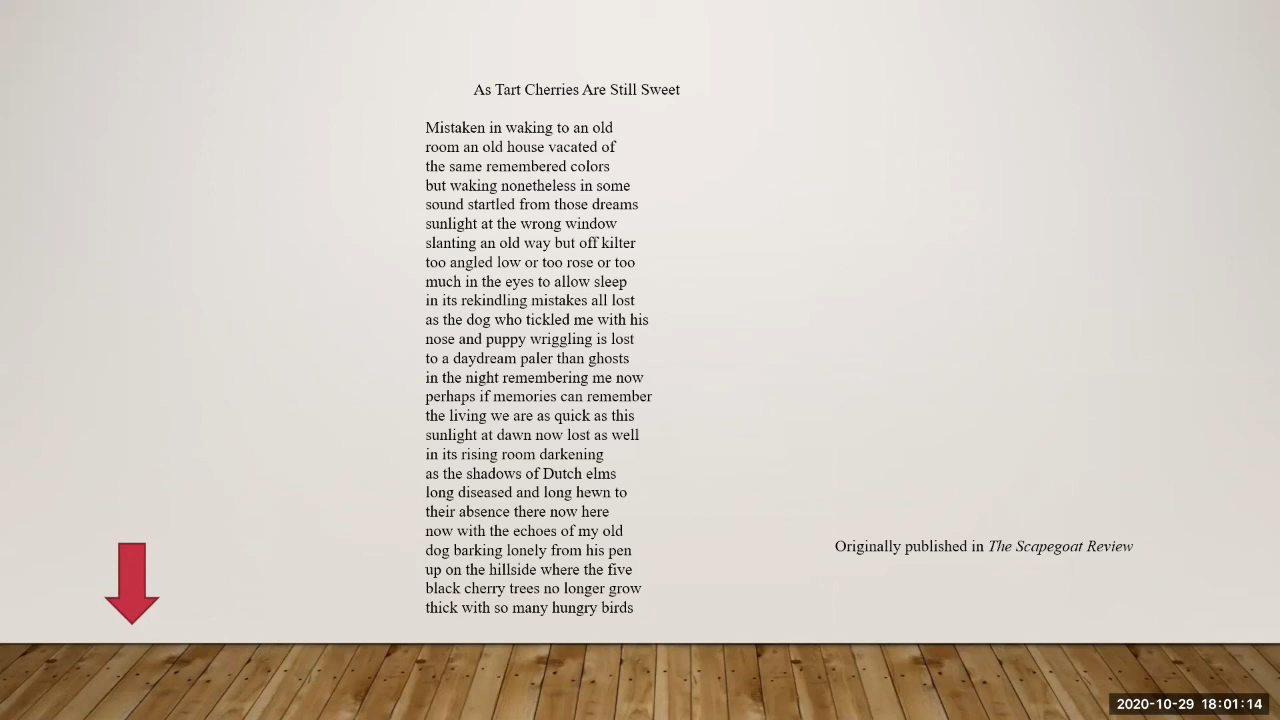 As Tart Cherries Are Still Sweet
Mistaken in waking to an old
room an old house vacated of
the same remembered colors
but waking nonetheless in some
sound startled from those dreams
sunlight at the wrong window
slanting an old way but off kilter
too angled low or too rose or too
much in the eyes to allow sleep
in its rekindling mistakes all lost
as the dog who tickled me with his
nose and puppy wriggling is lost
to a daydream paler than ghosts
in the night remembering me now
perhaps if memories can remember
the living we are as quick as this
sunlight at dawn now lost as well
in its rising room darkening
as the shadows of Dutch elms
long diseased and long hewn to
their absence there now here
now with the echoes of my old
dog barking lonely from his pen
up on the hillside where the five
black cherry trees no longer grow
thick with so many hungry birds
Originally published in The Scapegoat Review
2020-10-29 18:01:14